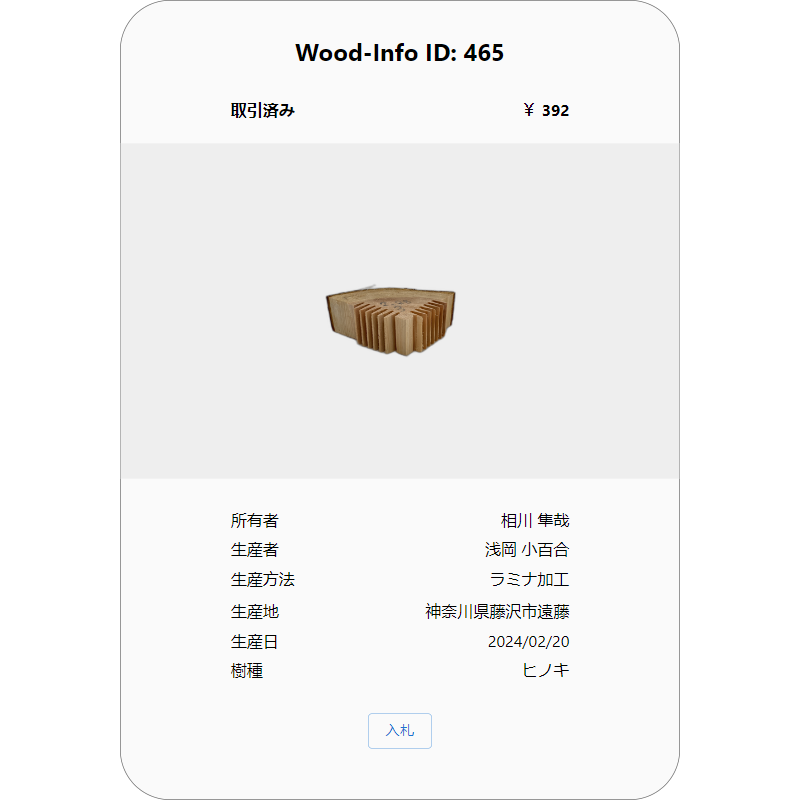 Wood-Info ID: 465
取引済み ￥ 392
所有者 相川 隼哉
生産者 浅岡 小百合
生産方法 ラミナ加工
生産地 神奈川県藤沢市遠藤
生産日 2024/02/20
樹種 ヒノキ
入札